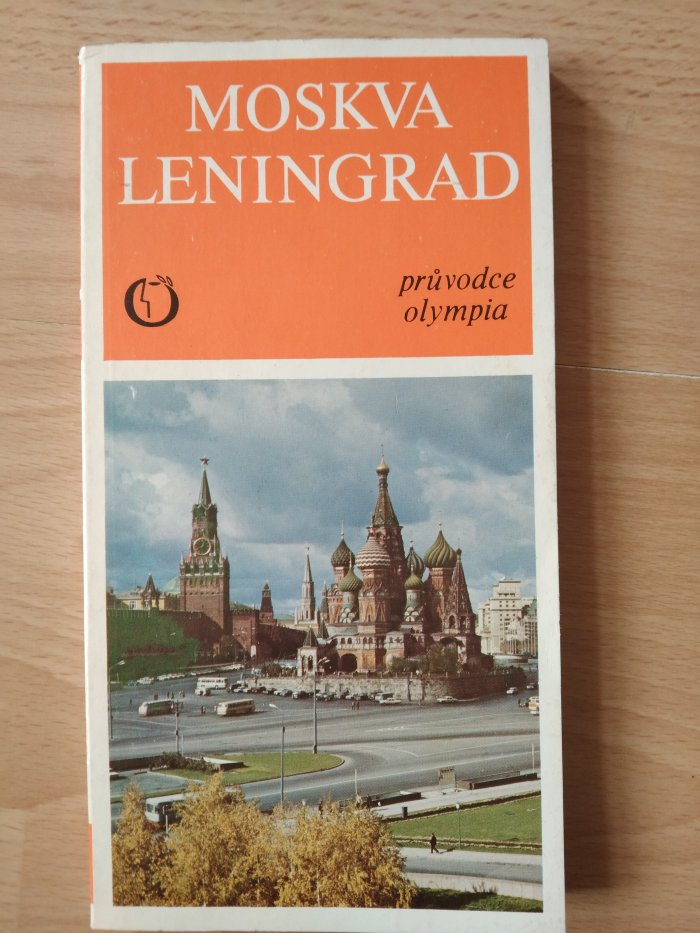 MOSKVA
LENINGRAD
průvodce
olympia